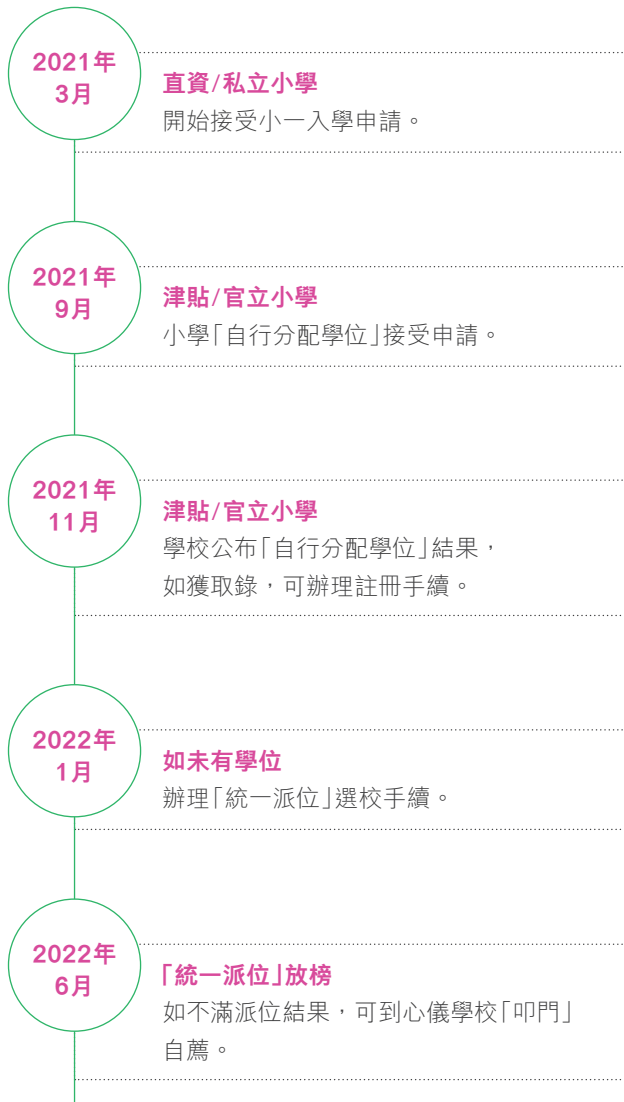 2021年
3月
直資/私立小學
開始接受小一入學申請。
2021年
9月
津貼/官立小學
小學「自行分配學位」接受申請。
2021年
11月
津貼/官立小學
學校公布「自行分配學位」結果，
如獲取錄，可辦理註冊手續。
2022年
1月
如未有學位
辦理「統一派位」選校手續。
2022年
6月
「統一派位」放榜
如不滿派位結果，可到心儀學校「叩門」
自薦。